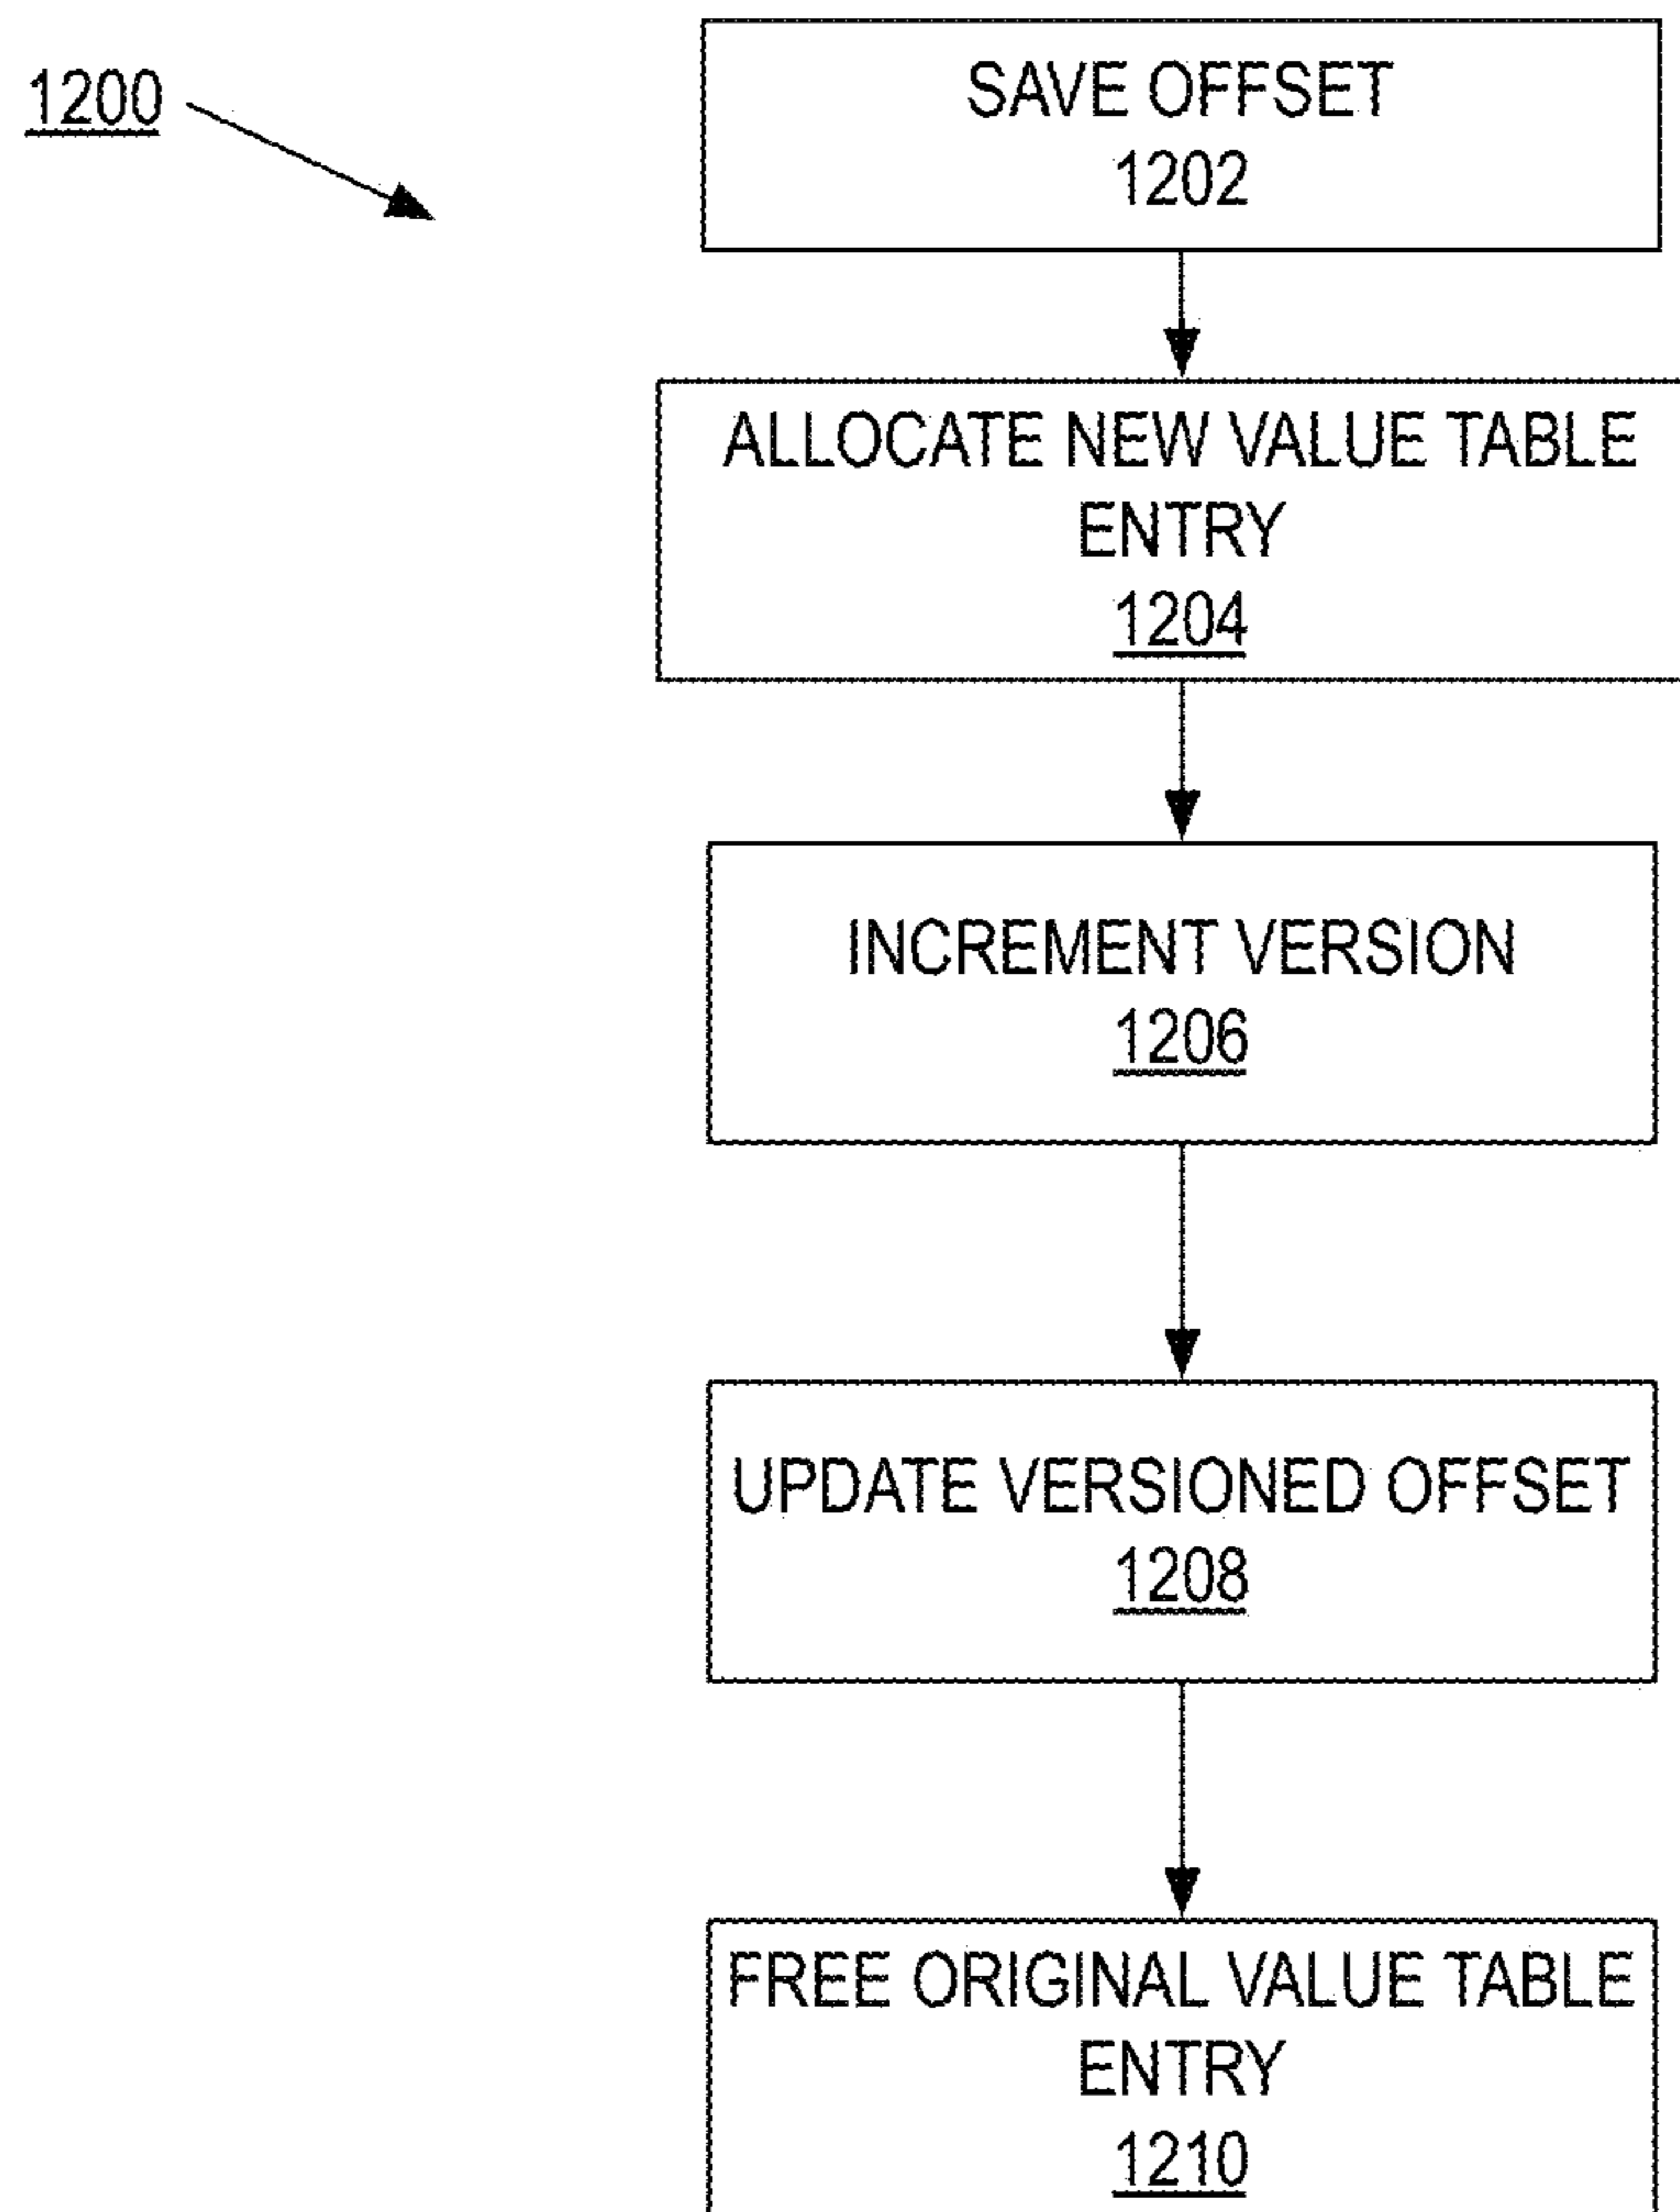 1200
SAVE OFFSET
1202
ALLOCATE NEW VALUE TABLE
ENTRY
1204
INCREMENT VERSION
1206
UPDATE VERSIONED OFFSET
1208
FREE ORIGINAL VALUE TABLE
ENTRY
1210